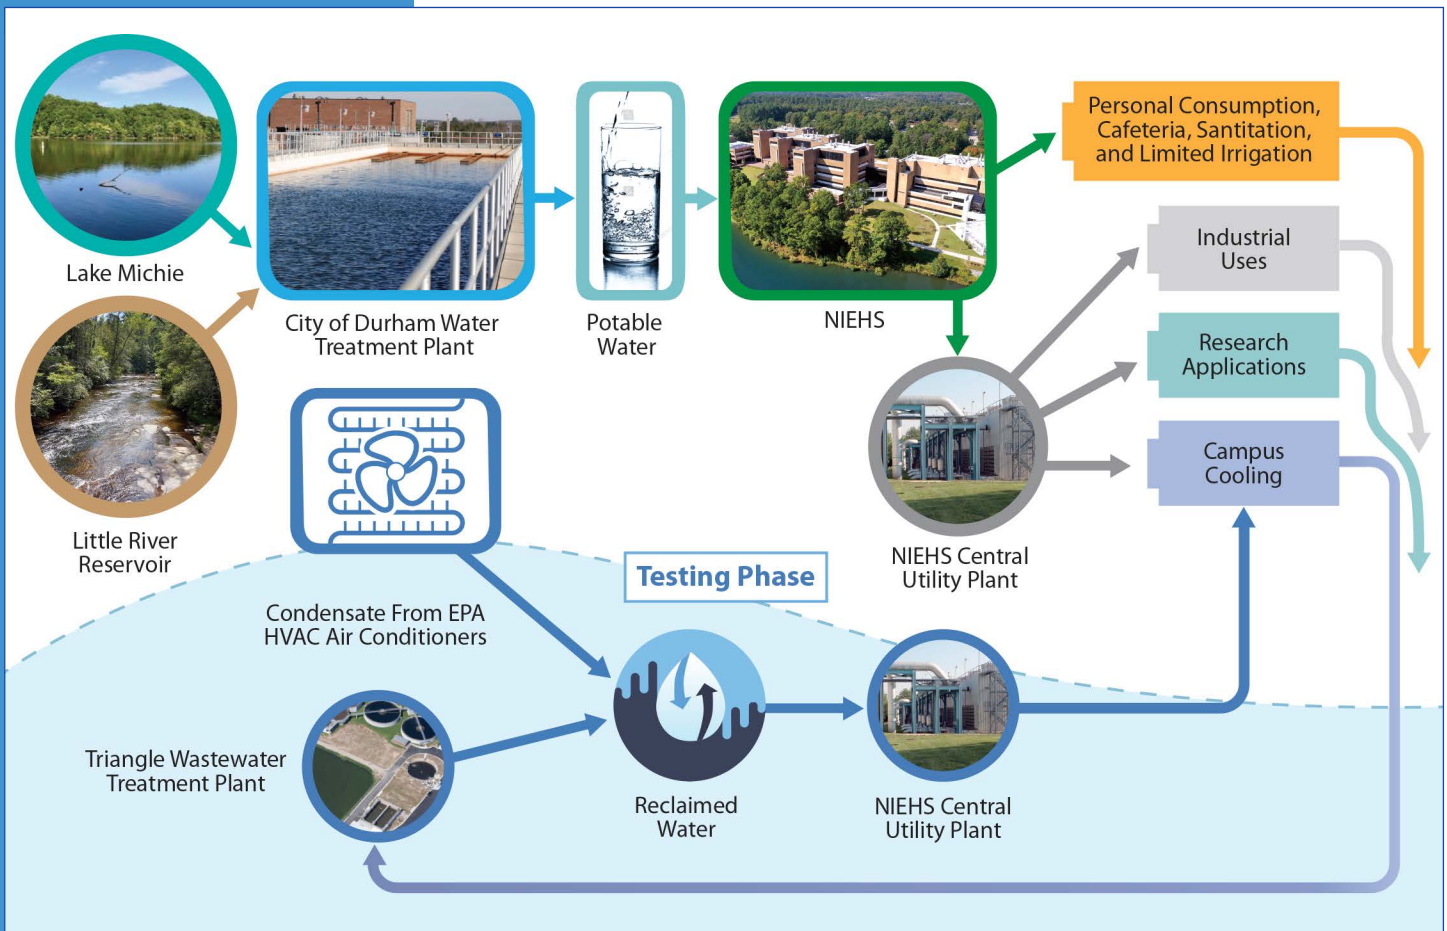 Lake Michie
Little River
Reservoir
City of Durham Water
Treatment Plant
Potable
Water
NIEHS
Personal Consumption,
Cafeteria, Santitation,
and Limited Irrigation
Industrial
Uses
Research
Applications
Campus
Cooling
NIEHS Central
Utility Plant
Testing Phase
Condensate From EPA
HVAC Air Conditioners
Triangle Wastewater
Treatment Plant
Reclaimed
Water
NIEHS Central
Utility Plant